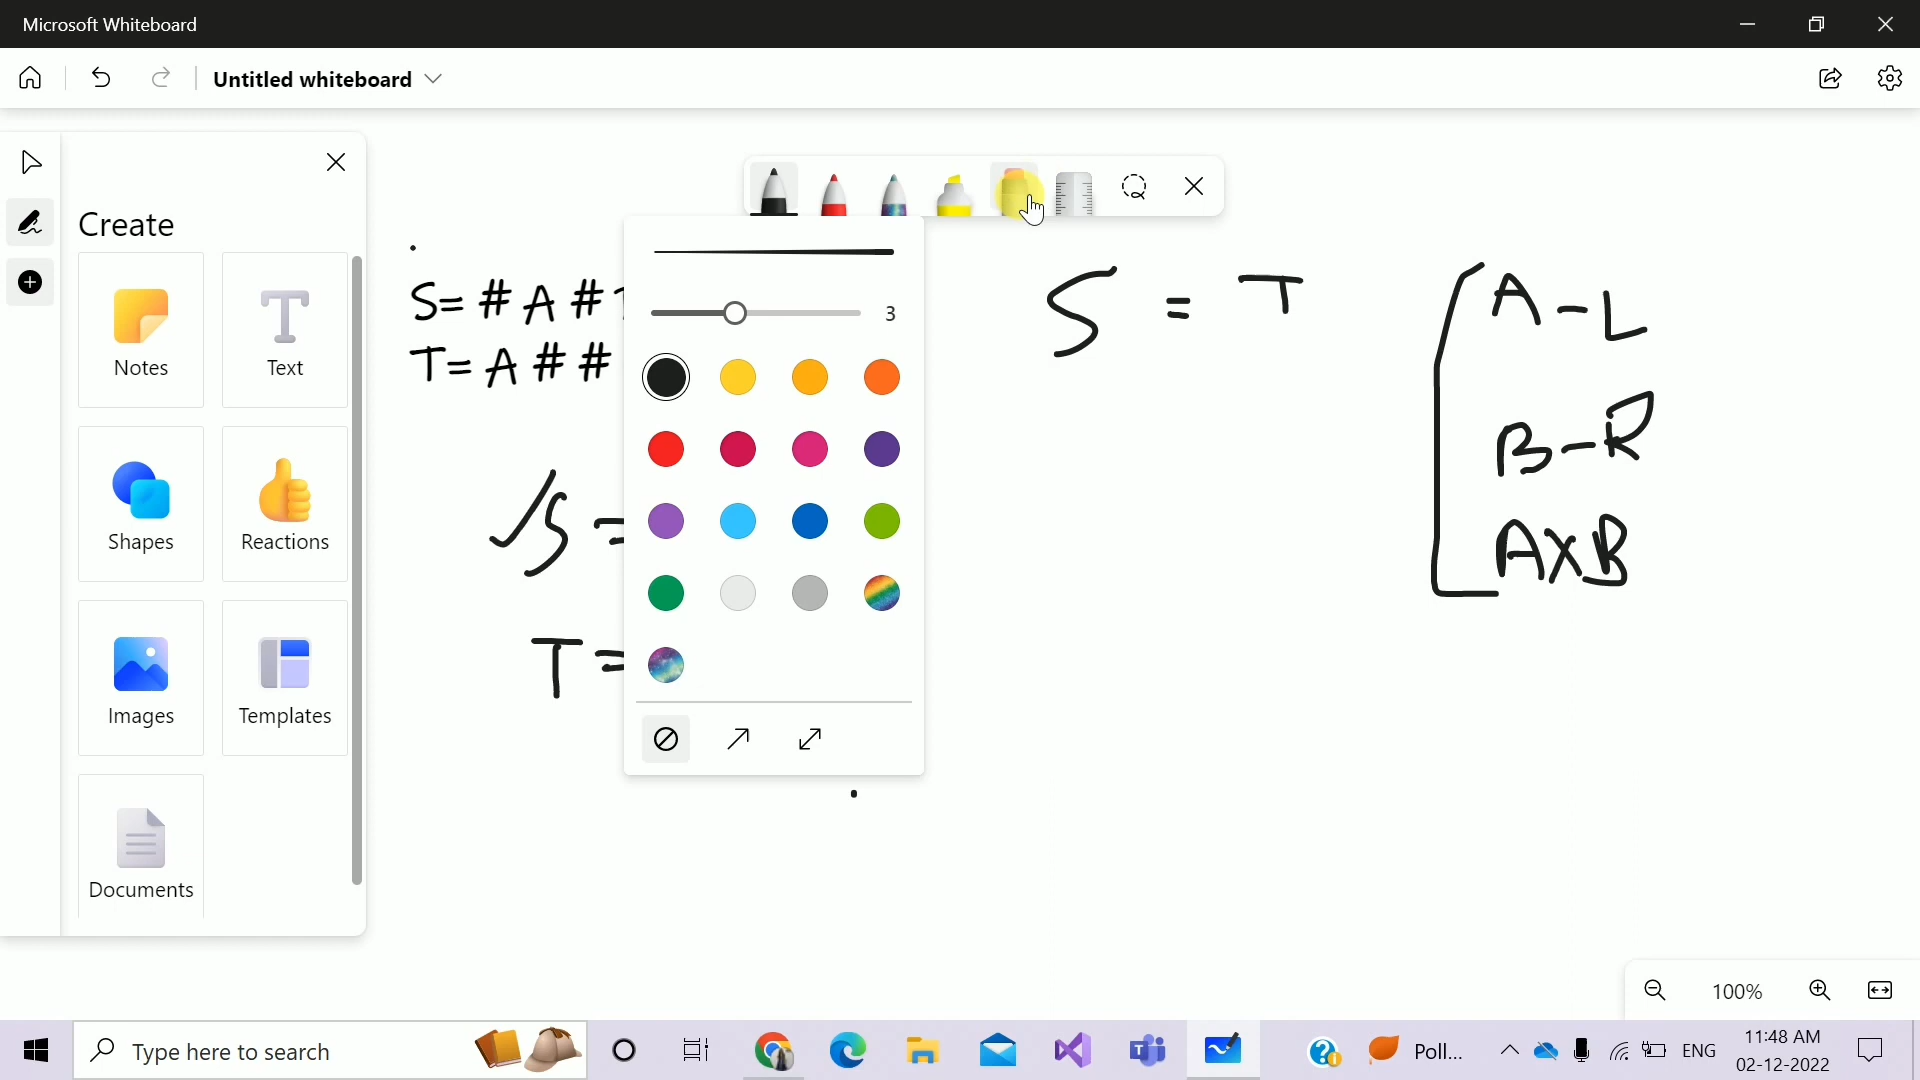 Microsoft Whiteboard
Untitled whiteboard
Create
Notes
Text
Shapes
Reactions
Images
Templates
Documents
3
S= # A #
T= A # #
S =
T =
S = T
A - L
B - R
A X B
100%
Type here to search
Poll...
ENG
11:48 AM
02-12-2022